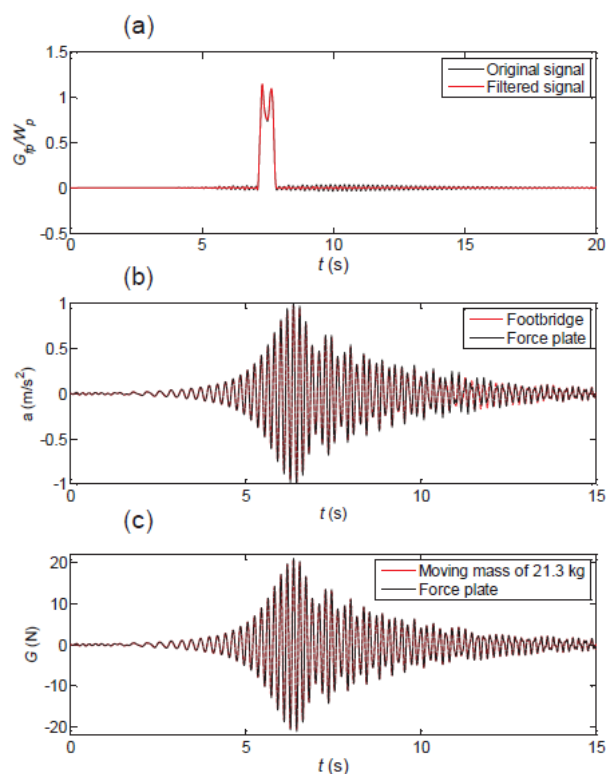 (a)
1.5
1
0.5
0
-0.5
G_fp/W_p
Original signal
Filtered signal
0 5 10 15 20
t (s)
(b)
1
0.5
0
-0.5
-1
a (m/s²)
Footbridge
Force plate
0 5 10 15
t (s)
(c)
20
10
0
-10
-20
G (N)
Moving mass of 21.3 kg
Force plate
0 5 10 15
t (s)